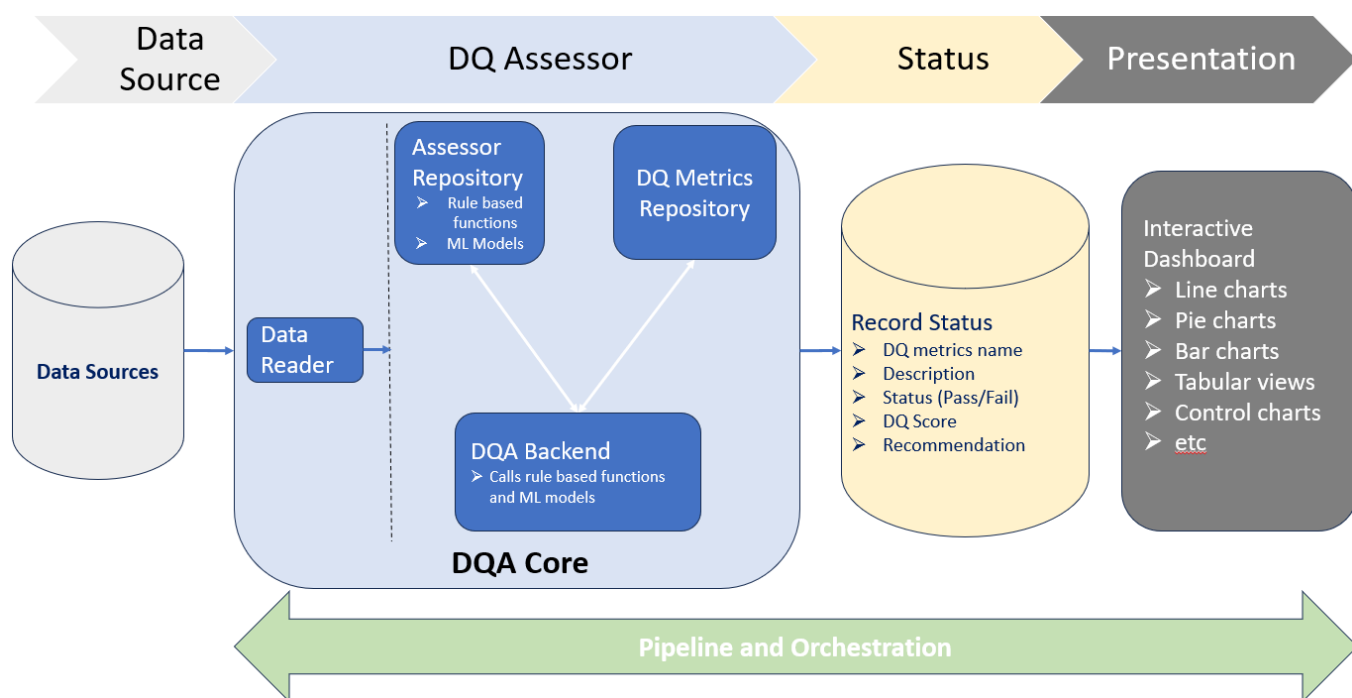 Data
Source
DQ Assessor
Status
Presentation
Data Sources
Data
Reader
Assessor
Repository
➢ Rule based
functions
➢ ML Models
DQ Metrics
Repository
DQA Backend
➢ Calls rule based functions
and ML models
DQA Core
Record Status
➢ DQ metrics name
➢ Description
➢ Status (Pass/Fail)
➢ DQ Score
➢ Recommendation
Interactive
Dashboard
➢ Line charts
➢ Pie charts
➢ Bar charts
➢ Tabular views
➢ Control charts
➢ etc
Pipeline and Orchestration